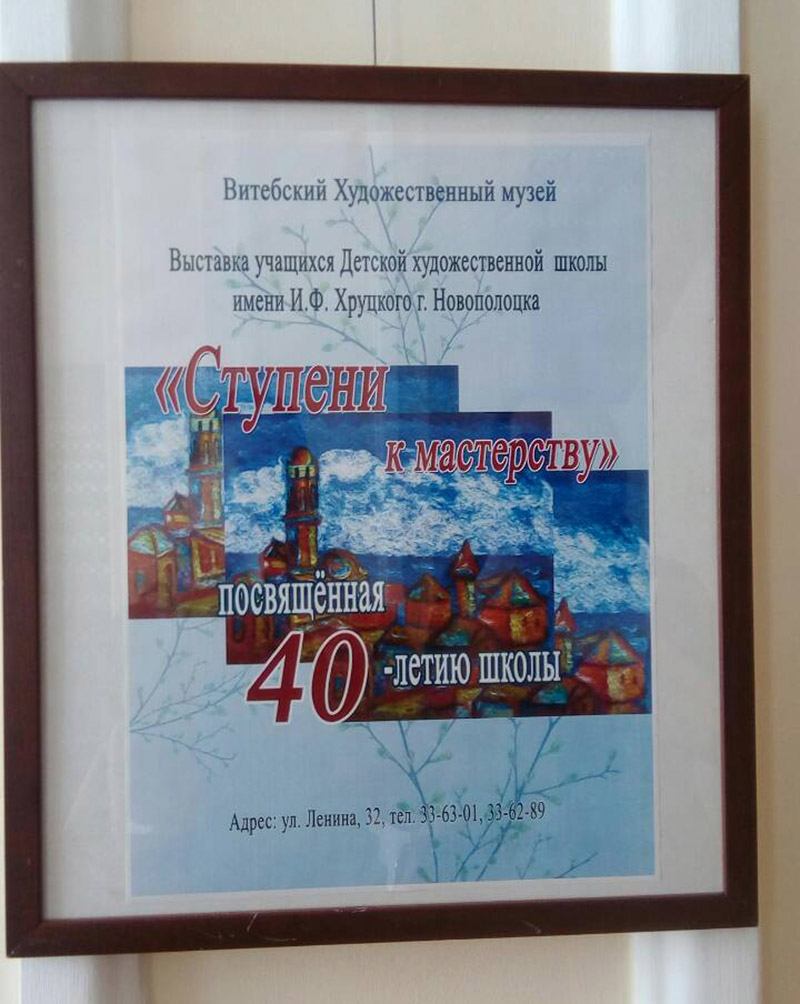 Витебский Художественный музей
Выставка учащихся Детской художественной школы
имени И.Ф. Хруцкого г. Новополоцка
«Ступени
к мастерству»
посвящённая
40 -летию школы
Адрес: ул. Ленина, 32, тел. 33-63-01, 33-62-89